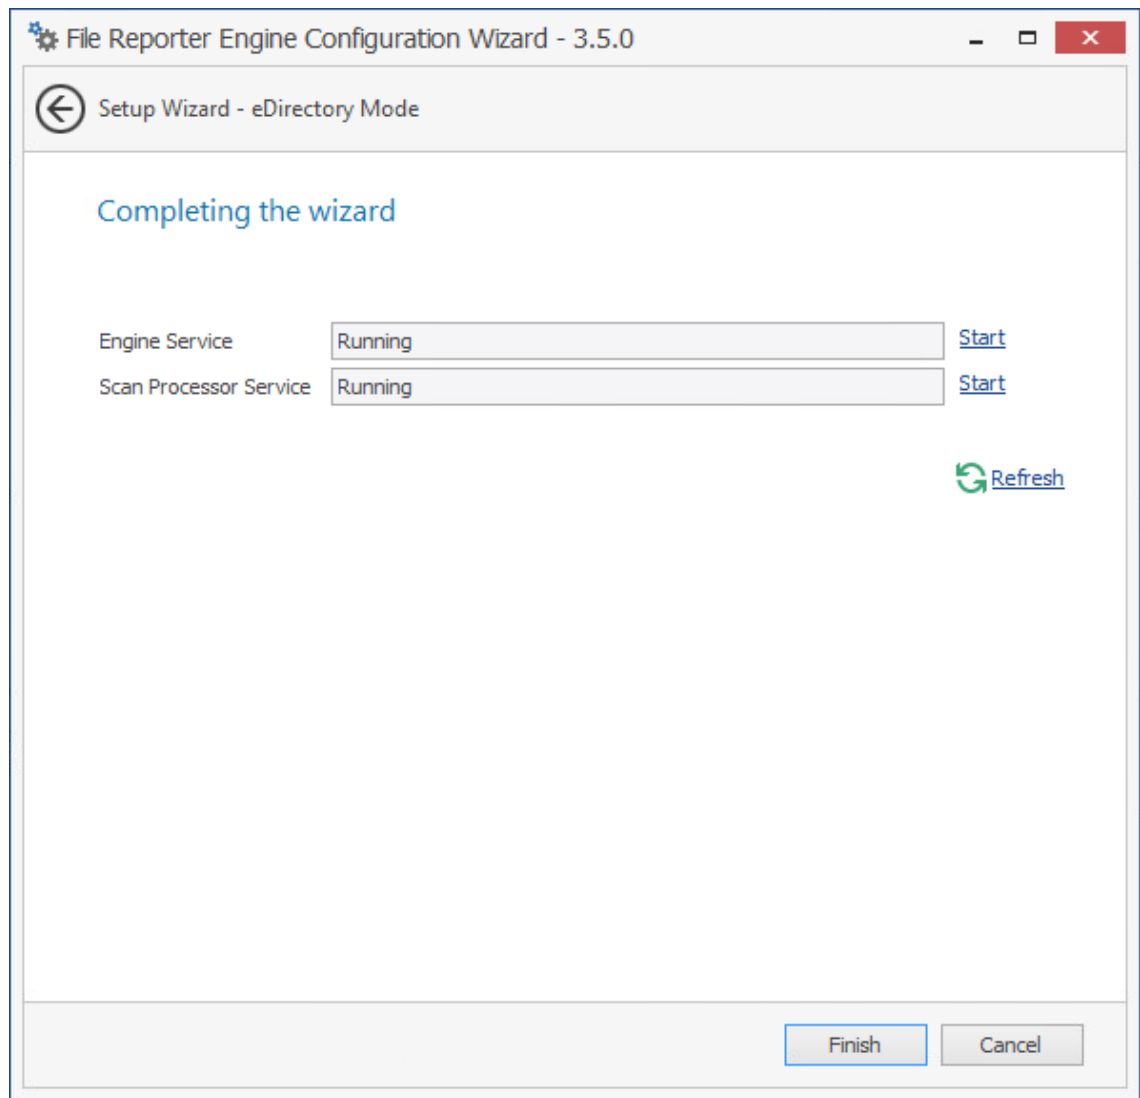 File Reporter Engine Configuration Wizard - 3.5.0
Setup Wizard - eDirectory Mode
Completing the wizard
Engine Service Running Start
Scan Processor Service Running Start
Refresh
Finish Cancel